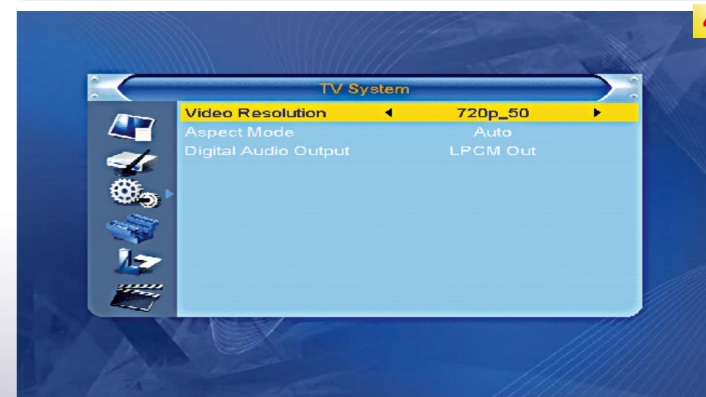 TV System
Video Resolution 720p_50
Aspect Mode Auto
Digital Audio Output LPCM Out